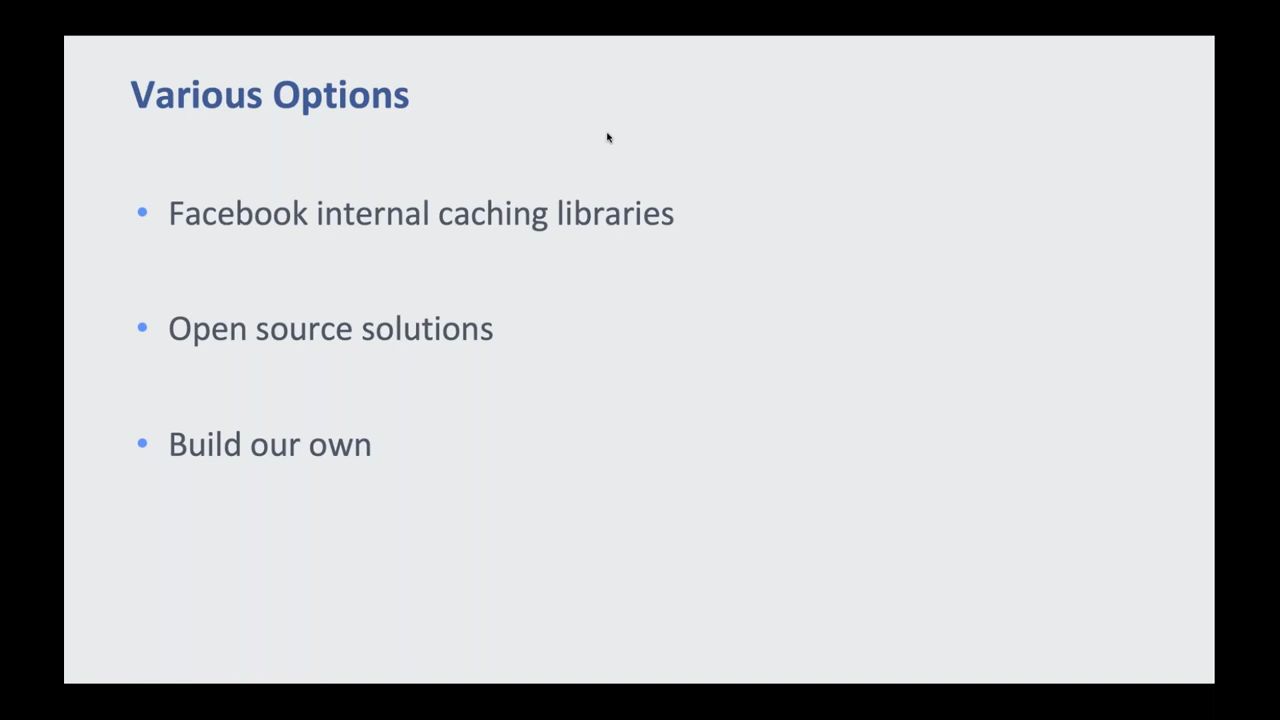 Various Options
• Facebook internal caching libraries
• Open source solutions
• Build our own